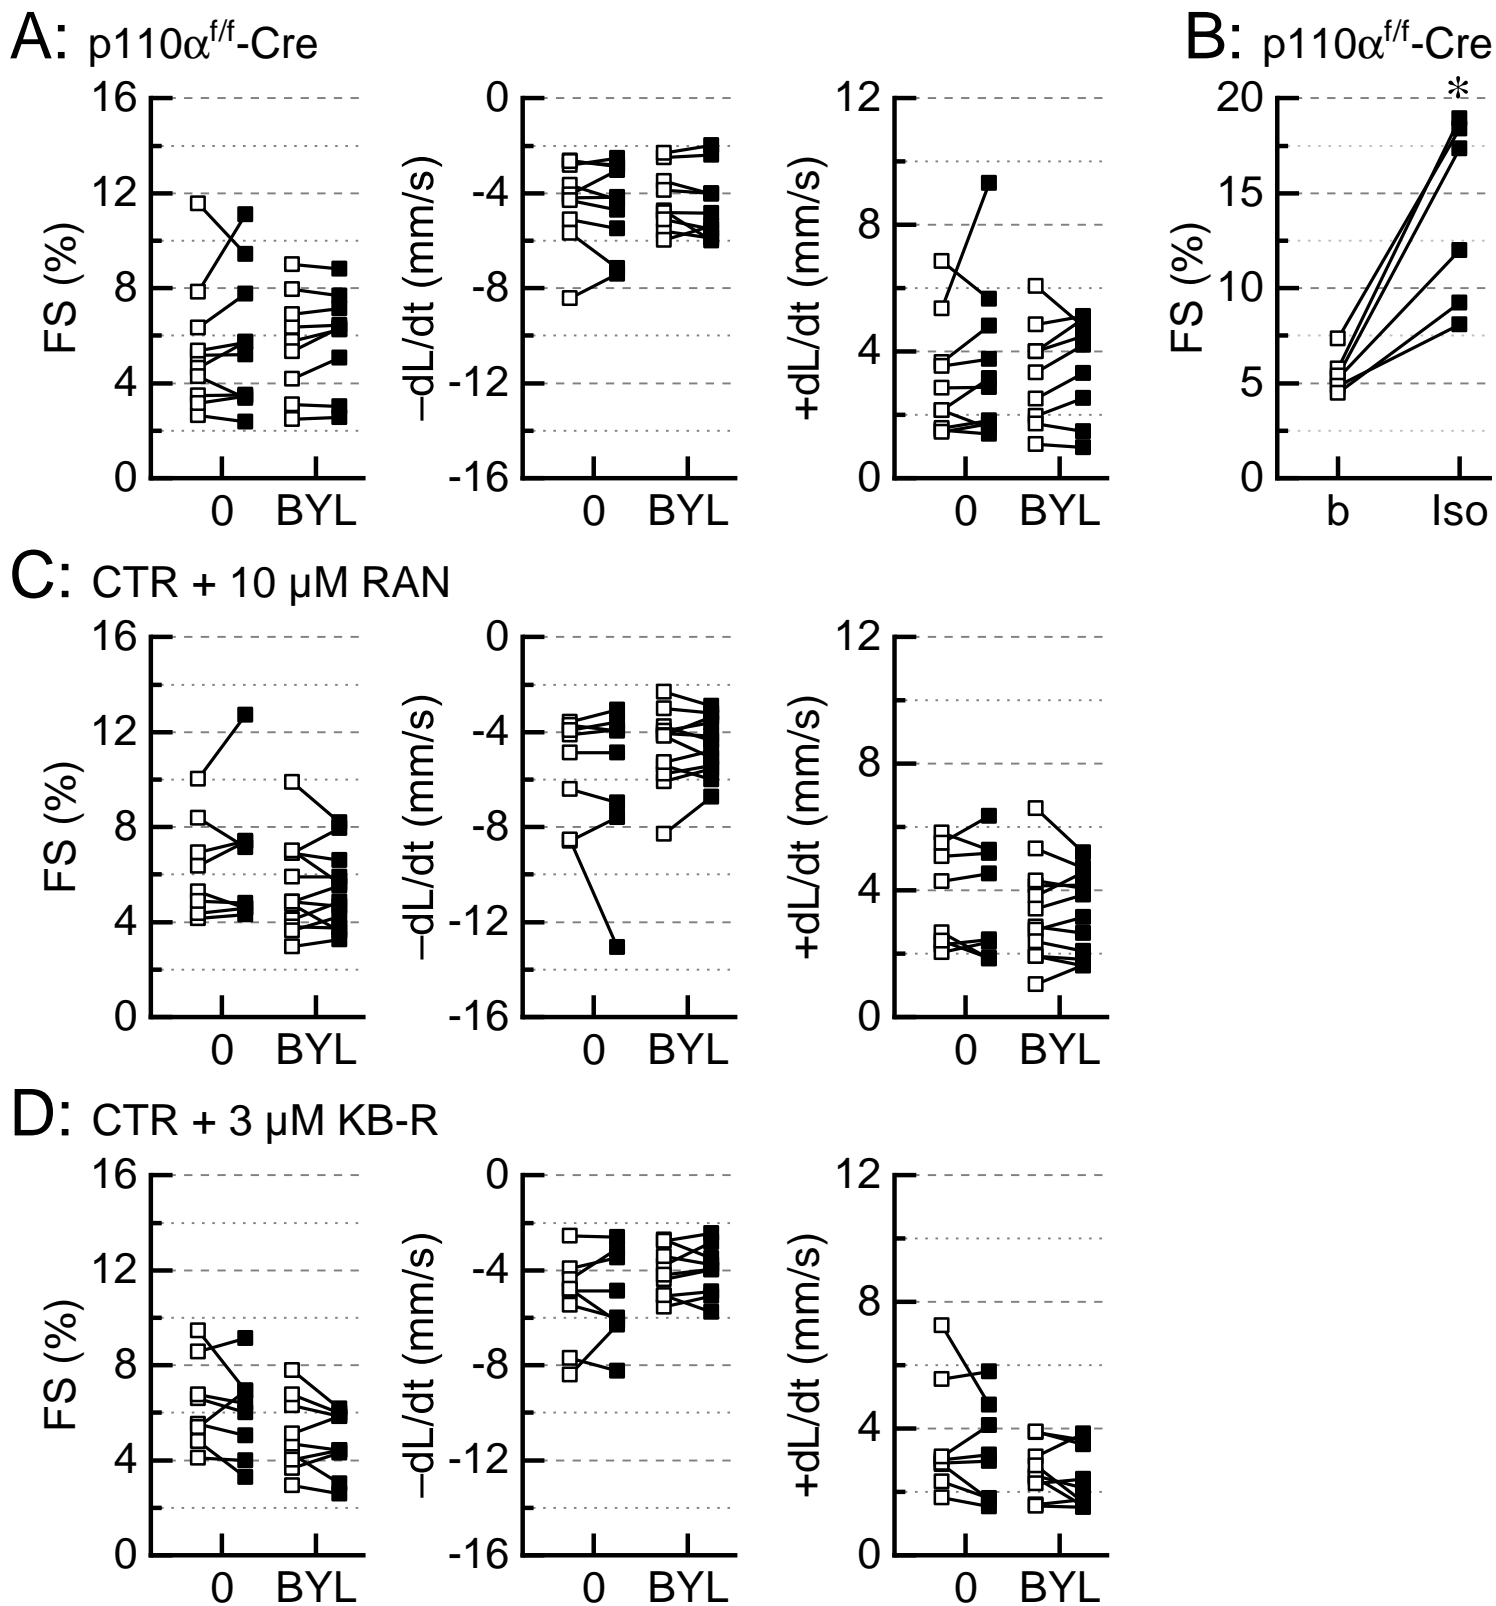 A: p110αf/f-Cre
B: p110αf/f-Cre
16
12
8
4
0
FS (%)
0 BYL
0
-4
-8
-12
-16
–dL/dt (mm/s)
0 BYL
12
8
4
0
+dL/dt (mm/s)
0 BYL
20
15
10
5
0
FS (%)
*
b Iso
C: CTR + 10 µM RAN
16
12
8
4
0
FS (%)
0 BYL
0
-4
-8
-12
-16
–dL/dt (mm/s)
0 BYL
12
8
4
0
+dL/dt (mm/s)
0 BYL
D: CTR + 3 µM KB-R
16
12
8
4
0
FS (%)
0 BYL
0
-4
-8
-12
-16
–dL/dt (mm/s)
0 BYL
12
8
4
0
+dL/dt (mm/s)
0 BYL